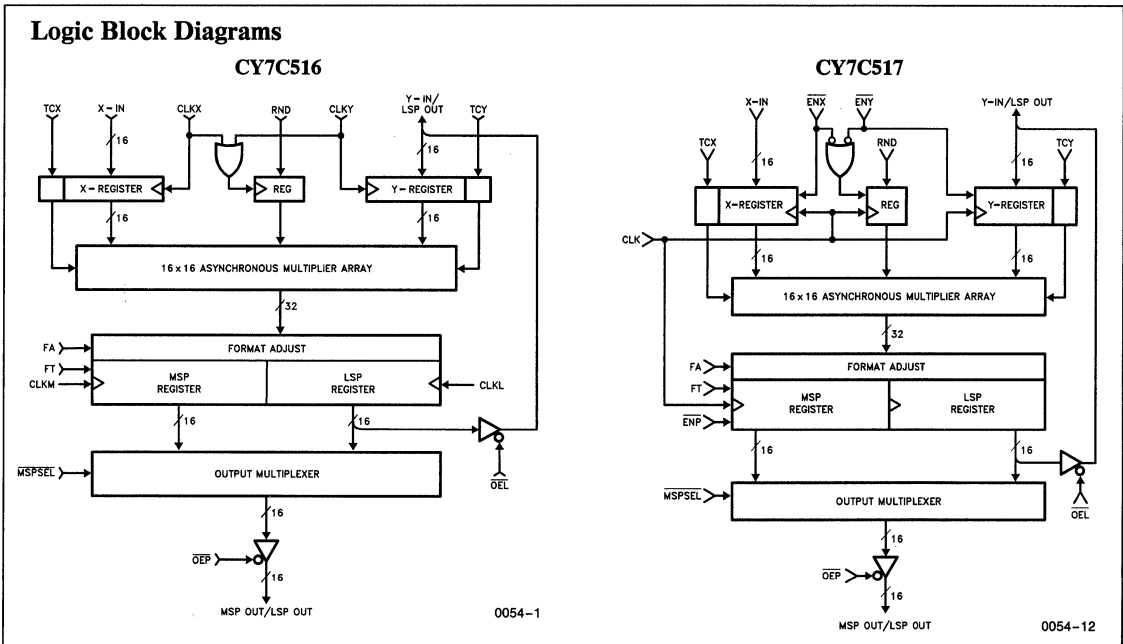 Logic Block Diagrams
CY7C516
TCX
X-IN
CLKX
RND
CLKY
Y-IN/
LSP OUT
TCY
16
16
X-REGISTER
REG
Y-REGISTER
16
16
16 x 16 ASYNCHRONOUS MULTIPLIER ARRAY
32
FA
FORMAT ADJUST
FT
CLKM
MSP
REGISTER
LSP
REGISTER
CLKL
16
16
OEL
MSPSEL
OUTPUT MULTIPLEXER
16
OEP
16
MSP OUT/LSP OUT
0054-1
CY7C517
X-IN
ENX
ENY
Y-IN/LSP OUT
TCX
RND
TCY
16
16
X-REGISTER
REG
Y-REGISTER
CLK
16
16
16 x 16 ASYNCHRONOUS MULTIPLIER ARRAY
32
FA
FORMAT ADJUST
FT
MSP
REGISTER
LSP
REGISTER
ENP
16
16
OEL
MSPSEL
OUTPUT MULTIPLEXER
16
OEP
16
MSP OUT/LSP OUT
0054-12